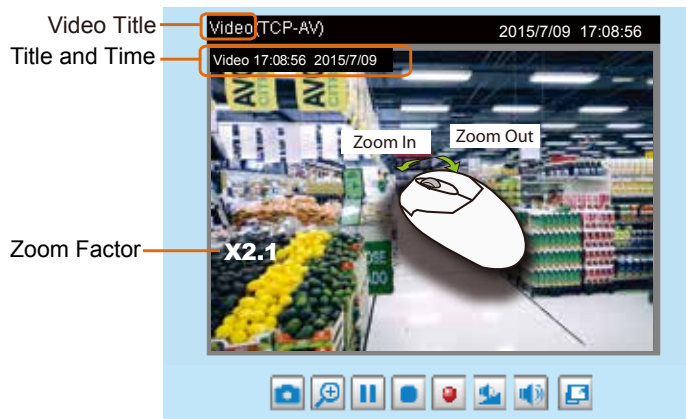 Video Title
Video(TCP-AV) 2015/7/09 17:08:56
Title and Time
Video 17:08:56 2015/7/09
Zoom In
Zoom Out
Zoom Factor
X2.1